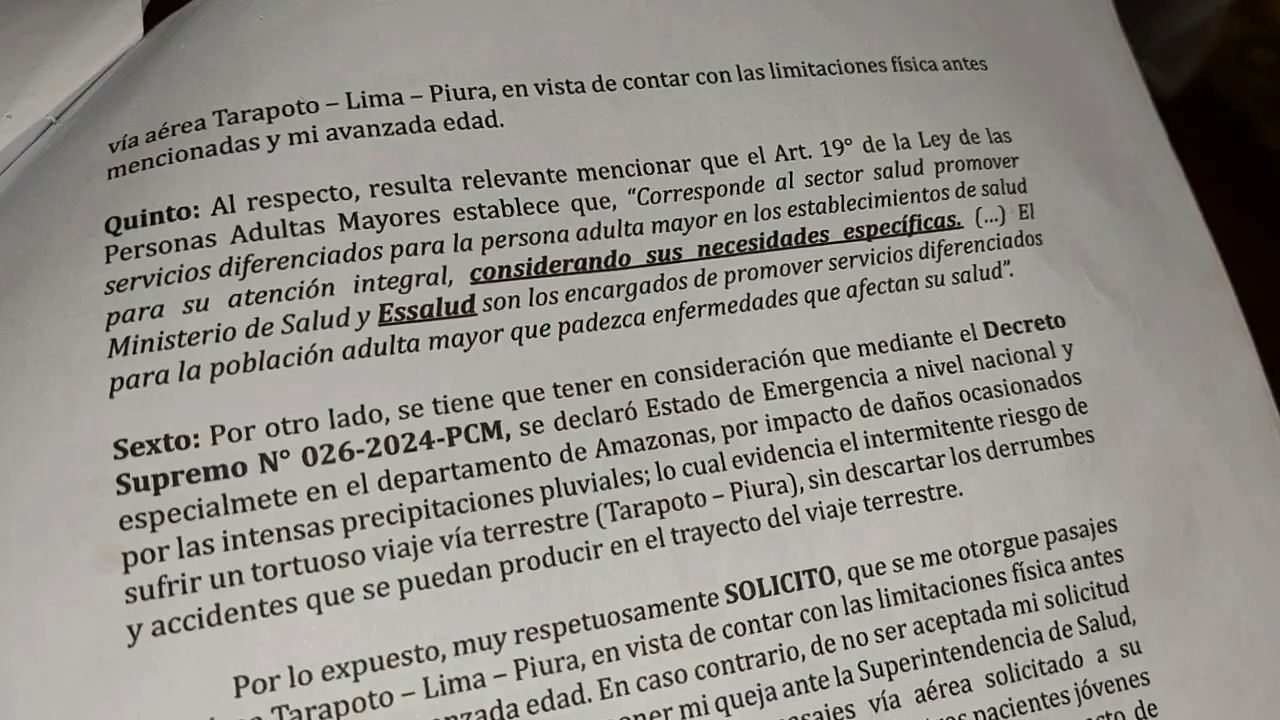 vía aérea Tarapoto – Lima – Piura, en vista de contar con las limitaciones física antes
mencionadas y mi avanzada edad.
Quinto: Al respecto, resulta relevante mencionar que el Art. 19° de la Ley de las
Personas Adultas Mayores establece que, “Corresponde al sector salud promover
servicios diferenciados para la persona adulta mayor en los establecimientos de salud
para su atención integral, considerando sus necesidades específicas. (...) El
Ministerio de Salud y Essalud son los encargados de promover servicios diferenciados
para la población adulta mayor que padezca enfermedades que afectan su salud”.
Sexto: Por otro lado, se tiene que tener en consideración que mediante el Decreto
Supremo N° 026-2024-PCM, se declaró Estado de Emergencia a nivel nacional y
especialmete en el departamento de Amazonas, por impacto de daños ocasionados
por las intensas precipitaciones pluviales; lo cual evidencia el intermitente riesgo de
sufrir un tortuoso viaje vía terrestre (Tarapoto – Piura), sin descartar los derrumbes
y accidentes que se puedan producir en el trayecto del viaje terrestre.
Por lo expuesto, muy respetuosamente SOLICITO, que se me otorgue pasajes
Tarapoto – Lima – Piura, en vista de contar con las limitaciones física antes
edad. En caso contrario, de no ser aceptada mi solicitud
mi queja ante la Superintendencia de Salud,
vía aérea solicitado a su
pacientes jóvenes
de